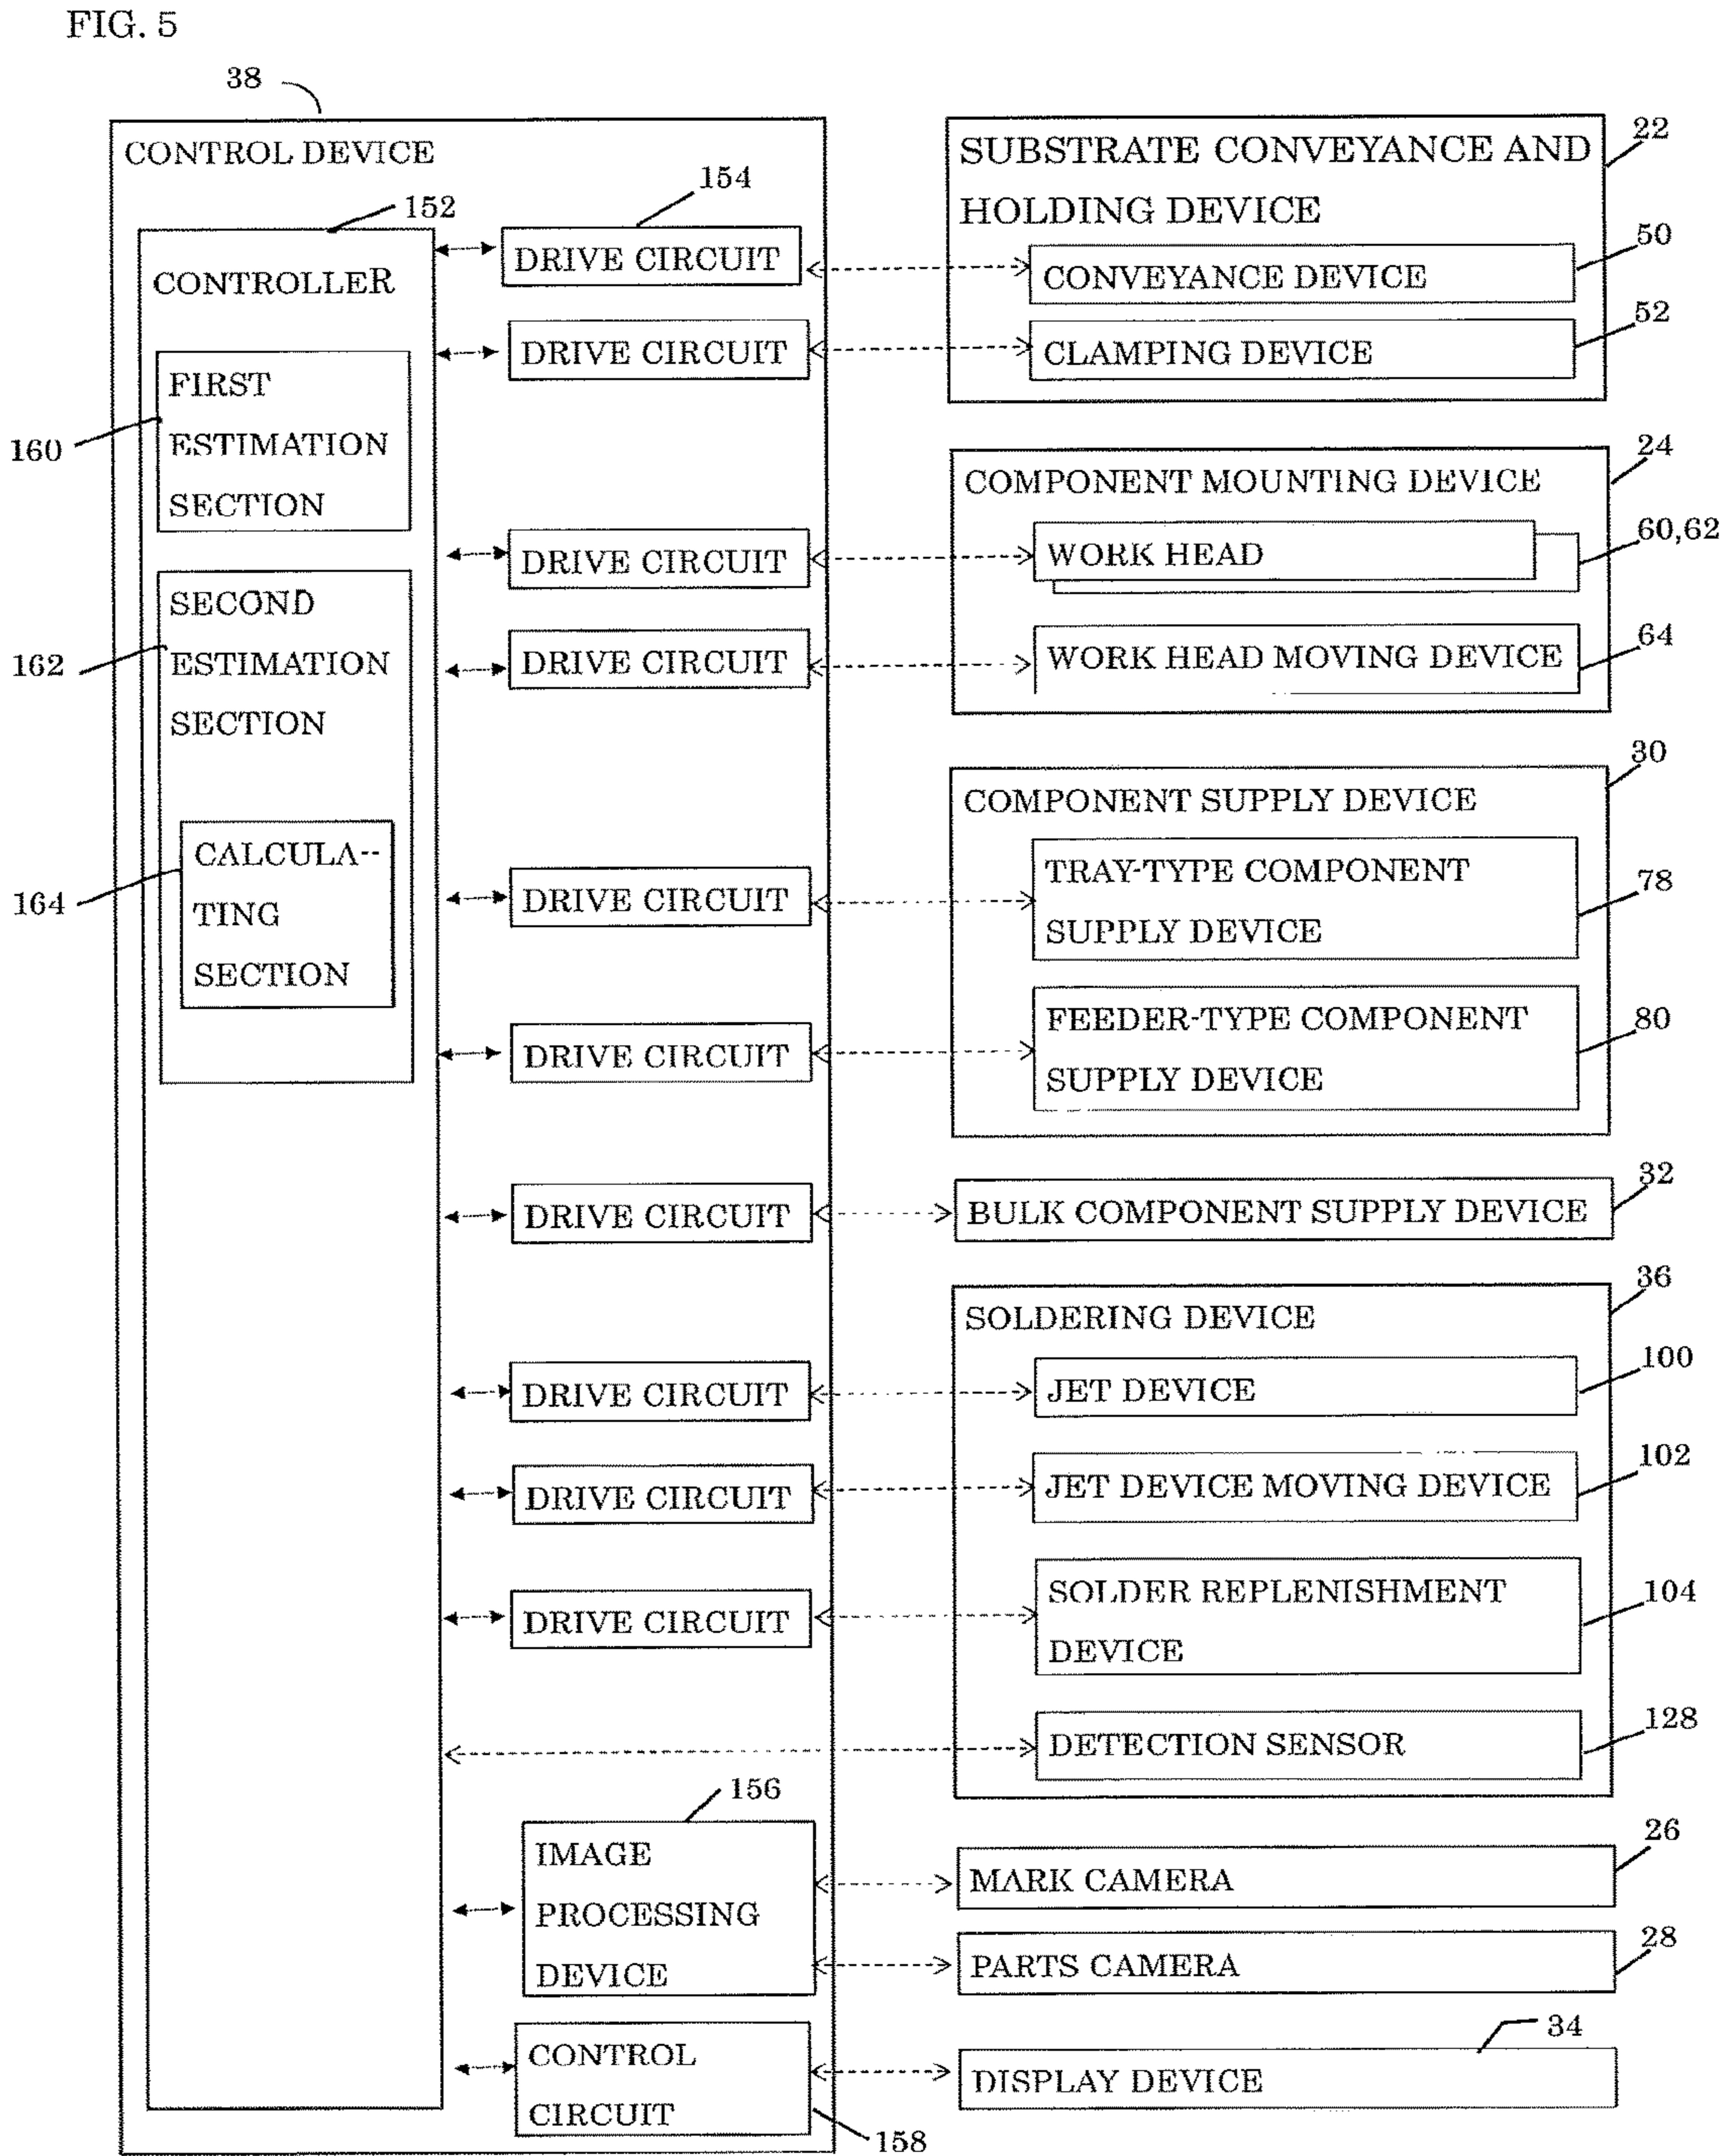 FIG. 5
38
CONTROL DEVICE
152
CONTROLLER
FIRST
ESTIMATION
SECTION
160
SECOND
ESTIMATION
SECTION
162
CALCULA--
TING
SECTION
164
154
DRIVE CIRCUIT
DRIVE CIRCUIT
DRIVE CIRCUIT
DRIVE CIRCUIT
DRIVE CIRCUIT
DRIVE CIRCUIT
DRIVE CIRCUIT
DRIVE CIRCUIT
DRIVE CIRCUIT
DRIVE CIRCUIT
156
IMAGE
PROCESSING
DEVICE
CONTROL
CIRCUIT
158
SUBSTRATE CONVEYANCE AND
HOLDING DEVICE
22
CONVEYANCE DEVICE
50
CLAMPING DEVICE
52
COMPONENT MOUNTING DEVICE
24
WORK HEAD
60,62
WORK HEAD MOVING DEVICE
64
COMPONENT SUPPLY DEVICE
30
TRAY-TYPE COMPONENT
SUPPLY DEVICE
78
FEEDER-TYPE COMPONENT
SUPPLY DEVICE
80
BULK COMPONENT SUPPLY DEVICE
32
SOLDERING DEVICE
36
JET DEVICE
100
JET DEVICE MOVING DEVICE
102
SOLDER REPLENISHMENT
DEVICE
104
DETECTION SENSOR
128
MARK CAMERA
26
PARTS CAMERA
28
DISPLAY DEVICE
34